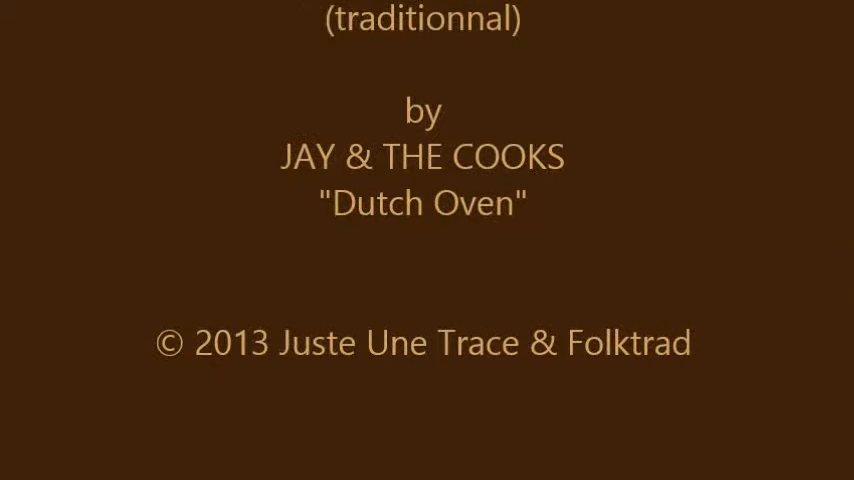 (traditionnal)
by
JAY & THE COOKS
"Dutch Oven"
© 2013 Juste Une Trace & Folktrad